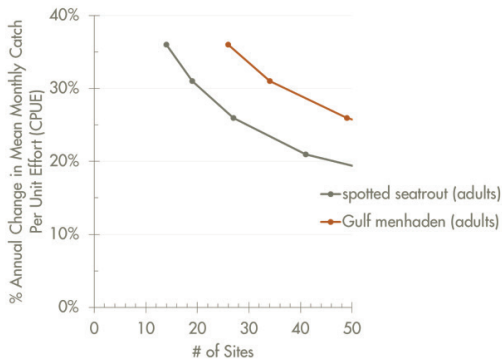 % Annual Change in Mean Monthly Catch
Per Unit Effort (CPUE)
40%
30%
20%
10%
0%
0
10
20
30
40
50
# of Sites
spotted seatrout (adults)
Gulf menhaden (adults)